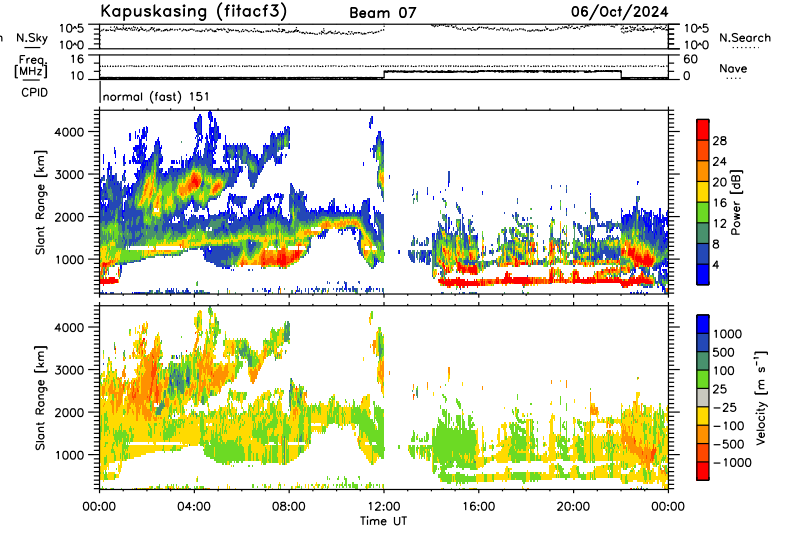 Kapuskasing (fitacf3) Beam 07 06/Oct/2024
N.Sky 10^5 10^5 N.Search
10^0 10^0
Freq. 16 60
[MHz] 10 0 Nave
CPID normal (fast) 151
Slant Range [km] 4000 3000 2000 1000
Power [dB] 28 24 20 16 12 8 4
Slant Range [km] 4000 3000 2000 1000
Velocity [m s⁻¹] 1000 500 100 25 -25 -100 -500 -1000
00:00 04:00 08:00 12:00 16:00 20:00 00:00
Time UT